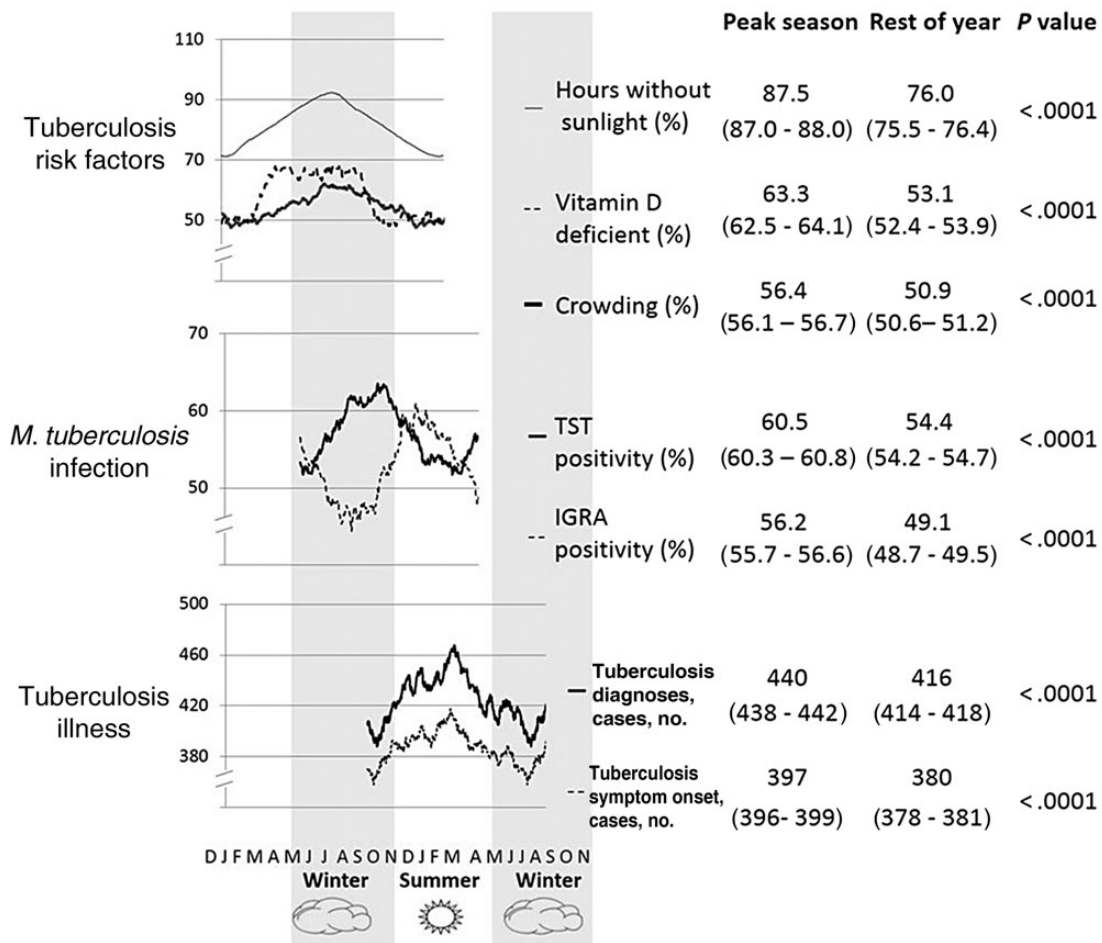 Peak season Rest of year P value
110
90
70
50
Tuberculosis
risk factors
Hours without
sunlight (%)
87.5 76.0
(87.0 - 88.0) (75.5 - 76.4)
<.0001
Vitamin D
deficient (%)
63.3 53.1
(62.5 - 64.1) (52.4 - 53.9)
<.0001
Crowding (%)
56.4 50.9
(56.1 – 56.7) (50.6– 51.2)
<.0001
70
60
50
M. tuberculosis
infection
TST
positivity (%)
60.5 54.4
(60.3 – 60.8) (54.2 - 54.7)
<.0001
IGRA
positivity (%)
56.2 49.1
(55.7 - 56.6) (48.7 - 49.5)
<.0001
500
460
420
380
Tuberculosis
illness
Tuberculosis
diagnoses,
cases, no.
440 416
(438 - 442) (414 - 418)
<.0001
Tuberculosis
symptom onset,
cases, no.
397 380
(396- 399) (378 - 381)
<.0001
D J F M A M J J A S O N D J F M A M J J A S O N
Winter Summer Winter